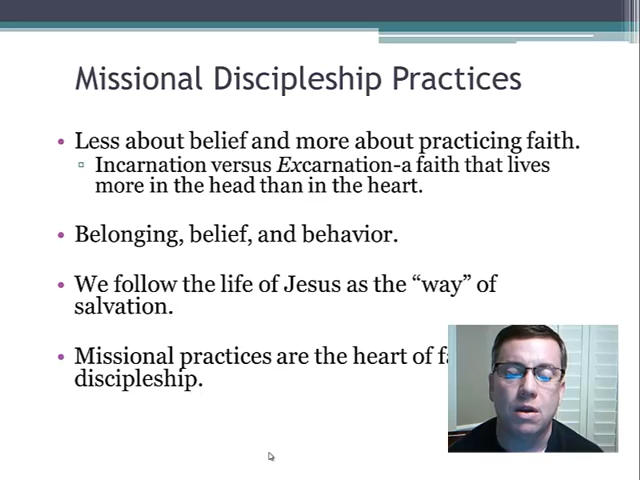 Missional Discipleship Practices
• Less about belief and more about practicing faith.
▫ Incarnation versus Excarnation-a faith that lives
more in the head than in the heart.
• Belonging, belief, and behavior.
• We follow the life of Jesus as the “way” of
salvation.
• Missional practices are the heart of
discipleship.